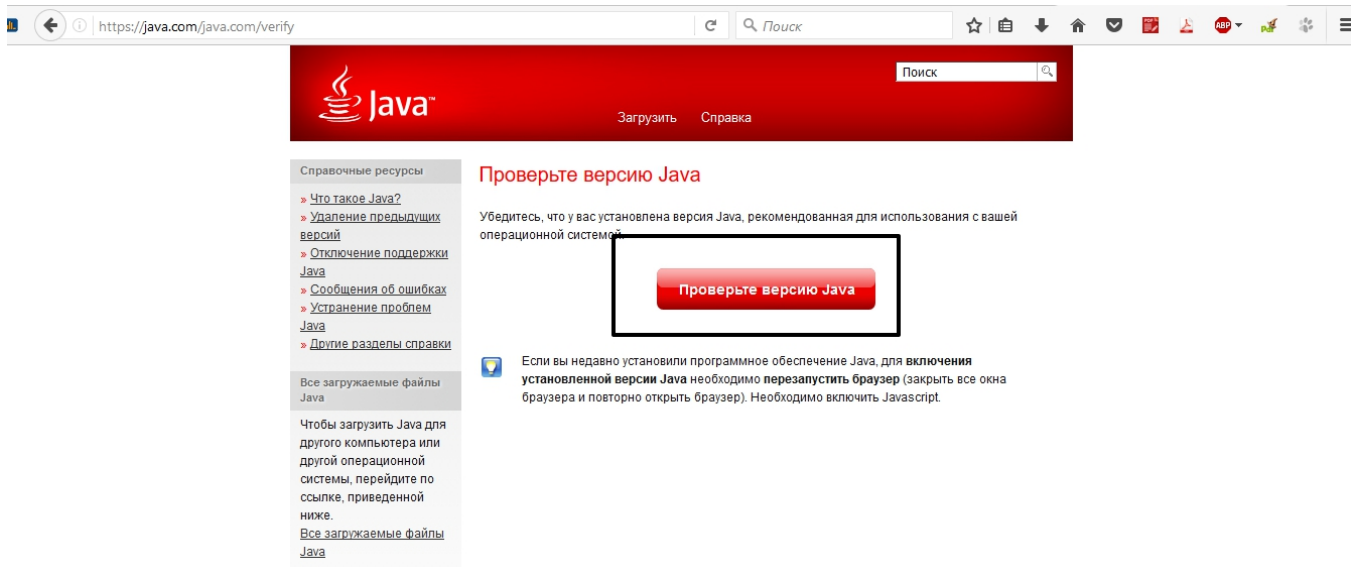 https://java.com/java.com/verify
Поиск
ABP
Java™
Поиск
Загрузить Справка
Справочные ресурсы
» Что такое Java?
» Удаление предыдущих
версий
» Отключение поддержки
Java
» Сообщения об ошибках
» Устранение проблем
Java
» Другие разделы справки
Все загружаемые файлы
Java
Чтобы загрузить Java для
другого компьютера или
другой операционной
системы, перейдите по
ссылке, приведенной
ниже.
Все загружаемые файлы
Java
Проверьте версию Java
Убедитесь, что у вас установлена версия Java, рекомендованная для использования с вашей
операционной системой.
Проверьте версию Java
Если вы недавно установили программное обеспечение Java, для включения
установленной версии Java необходимо перезапустить браузер (закрыть все окна
браузера и повторно открыть браузер). Необходимо включить Javascript.